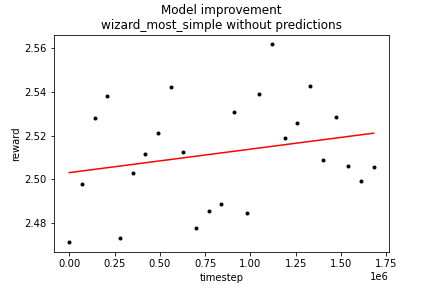 Model improvement
wizard_most_simple without predictions
2.56
2.54
2.52
2.50
2.48
reward
0.00 0.25 0.50 0.75 1.00 1.25 1.50 1.75
1e6
timestep